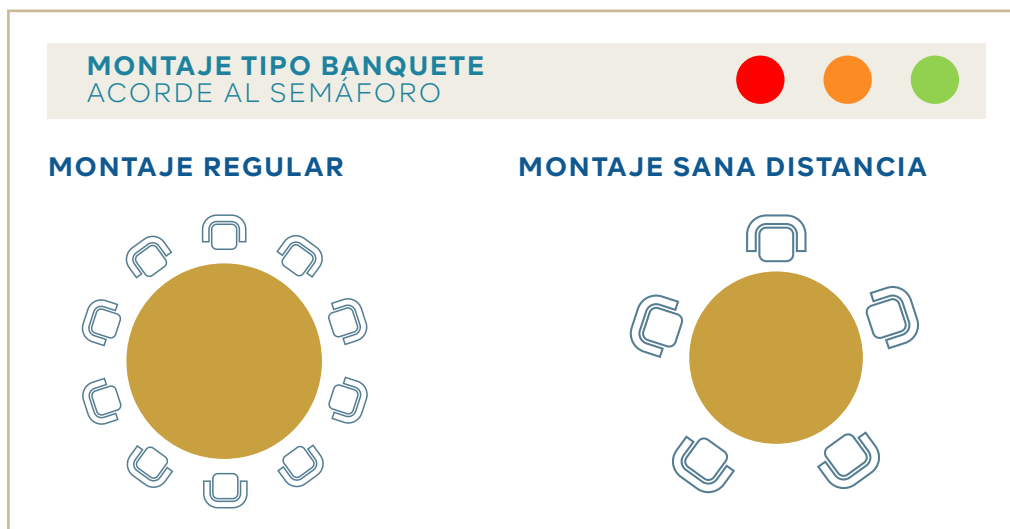 MONTAJE TIPO BANQUETE
ACORDE AL SEMÁFORO
MONTAJE REGULAR
MONTAJE SANA DISTANCIA